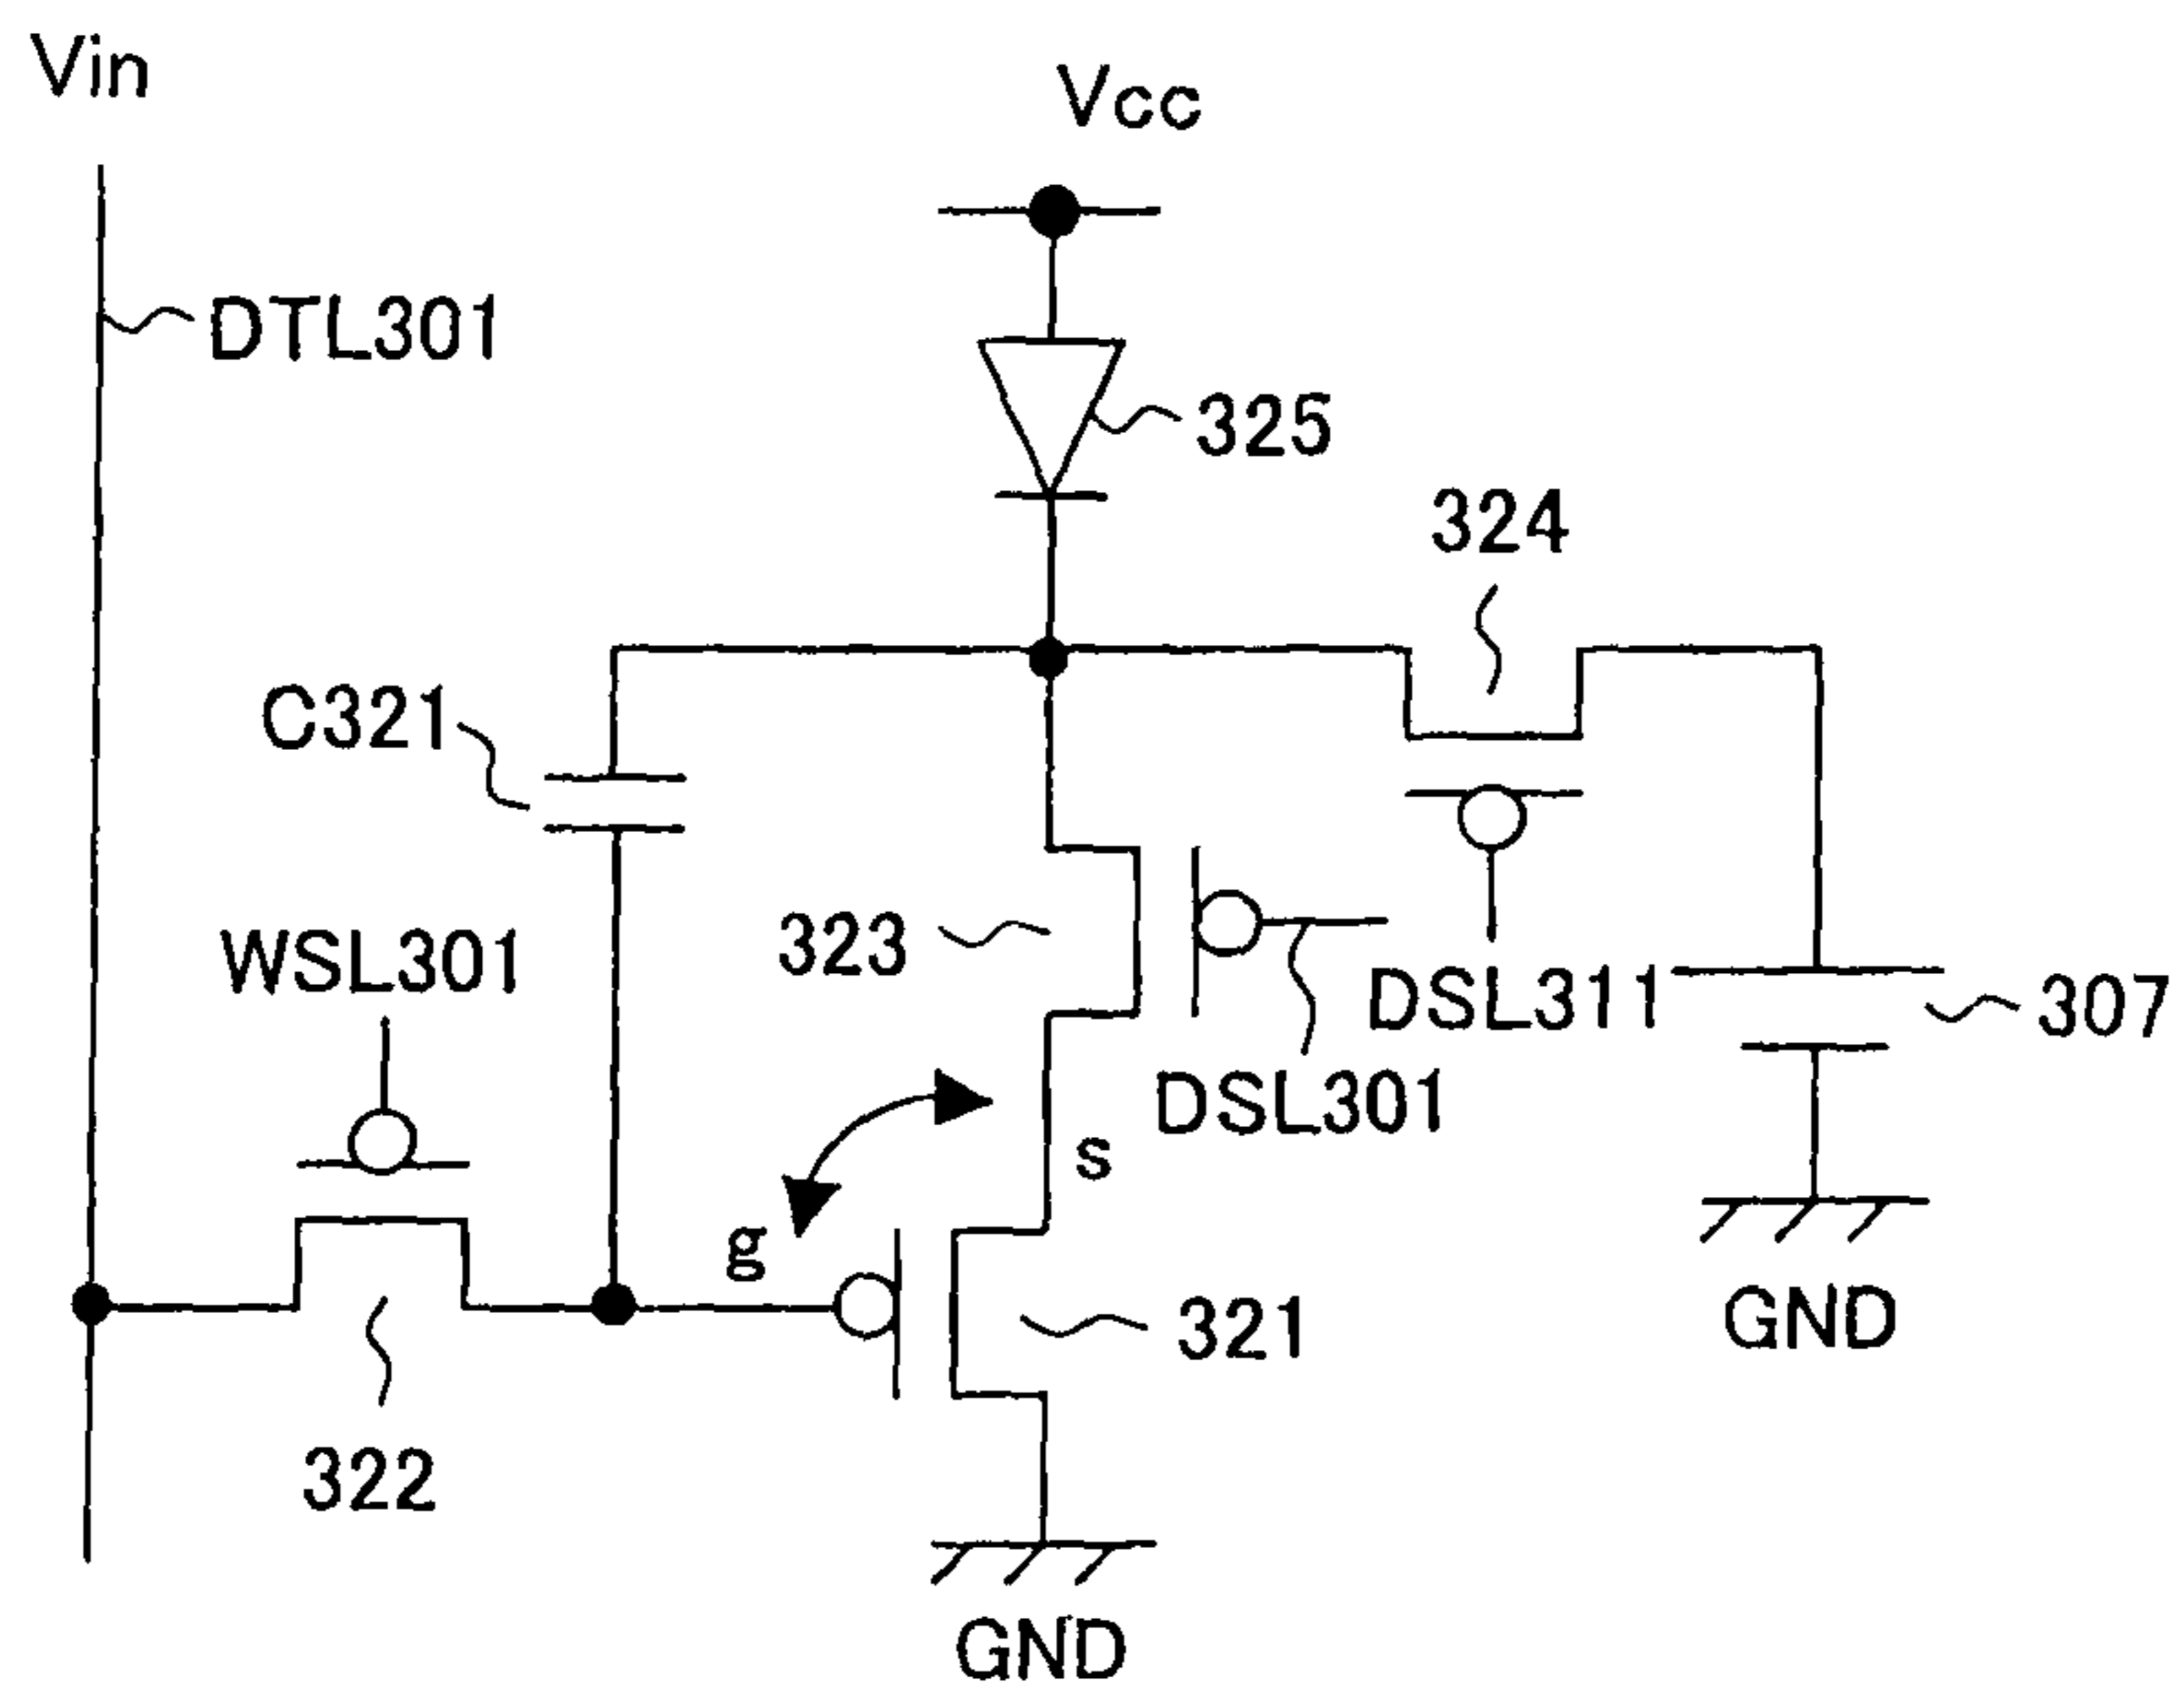 Vin
Vcc
DTL301
325
324
C321
323
WSL301
DSL311
307
DSL301
s
g
321
GND
322
GND